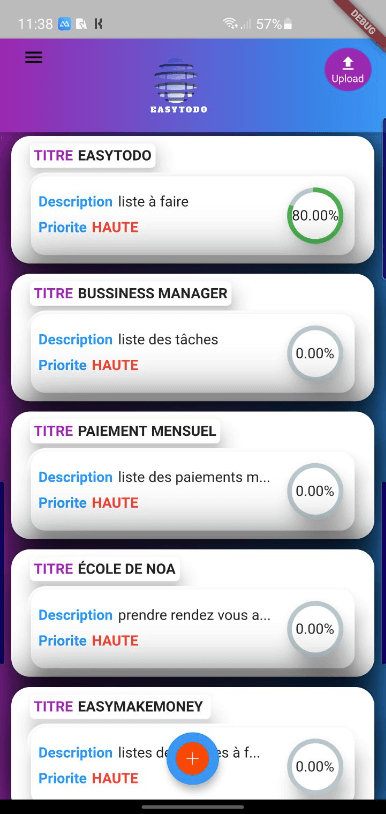 11:38 57%
DEBUG
Upload
EASYTODO
TITRE EASYTODO
Description liste à faire
Priorite HAUTE
80.00%
TITRE BUSSINESS MANAGER
Description liste des tâches
Priorite HAUTE
0.00%
TITRE PAIEMENT MENSUEL
Description liste des paiements m...
Priorite HAUTE
0.00%
TITRE ÉCOLE DE NOA
Description prendre rendez vous a...
Priorite HAUTE
0.00%
TITRE EASYMAKEMONEY
Description listes à f...
Priorite HAUTE
0.00%